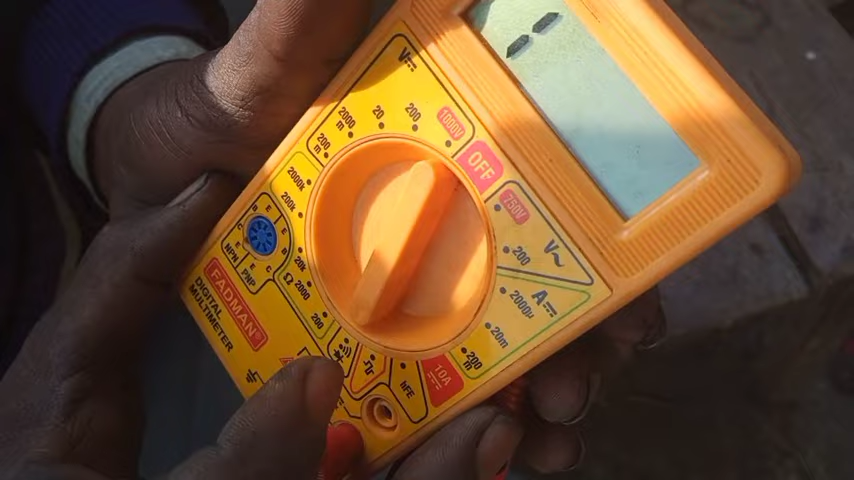 V⎓
2000
m
20
200
1000V
200
m
OFF
750V
200
V~
2000k
200k
20k
Ω 2000
200
A⎓
2000µ
20m
200
m
10A
hFE
B
E
C
E
NPN
PNP
E
B
C
E
FADMAN
DIGITAL
MULTIMETER